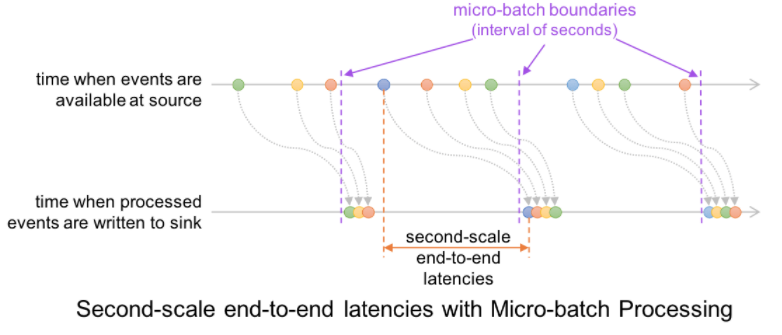 micro-batch boundaries
(interval of seconds)
time when events are
available at source
time when processed
events are written to sink
second-scale
end-to-end
latencies
Second-scale end-to-end latencies with Micro-batch Processing